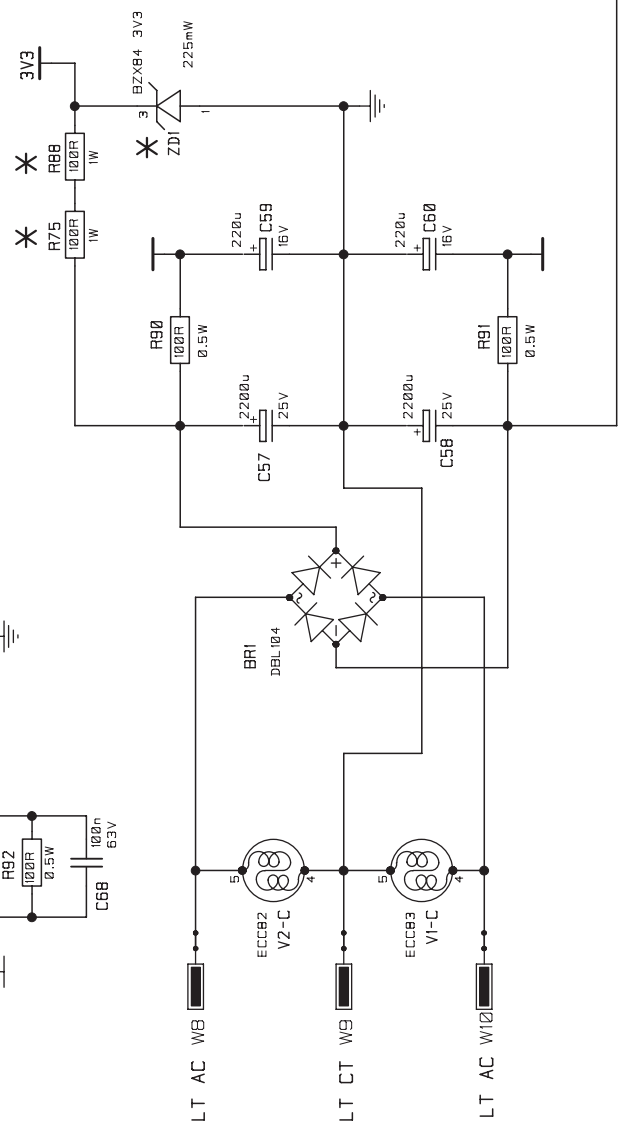 3V3
BZX84 3V3
225mW
3
1
ZD1
R88
100R
1W
R75
100R
1W
220u
+
C59
16V
220u
+
C60
16V
R90
100R
0.5W
R91
100R
0.5W
2200u
+
25V
C57
2200u
+
25V
C58
BR1
DBL104
+
-
~
~
R92
100R
0.5W
100n
63V
C68
5
4
ECC82
V2-C
5
4
ECC83
V1-C
LT AC W8
LT CT W9
LT AC W10